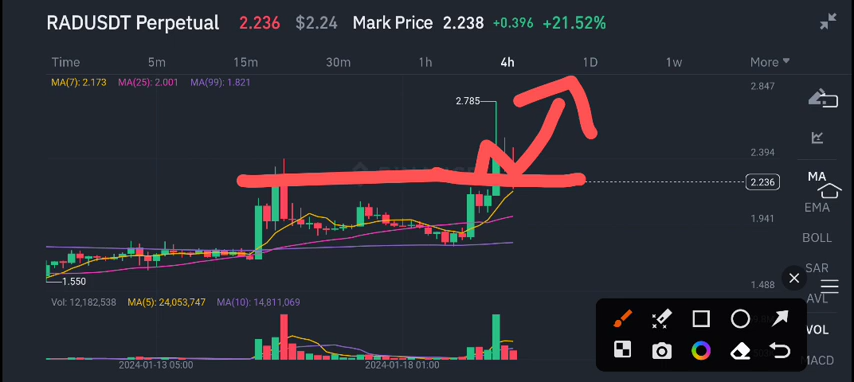 RADUSDT Perpetual 2.236 $2.24 Mark Price 2.238 +0.396 +21.52%
Time 5m 15m 30m 1h 4h 1D 1w More
MA(7): 2.173 MA(25): 2.001 MA(99): 1.821
2.847
2.785
2.394
MA
2.236
EMA
1.941
BOLL
SAR
1.550
1.488
AVL
Vol: 12,182,538 MA(5): 24,053,747 MA(10): 14,811,069
VOL
2024-01-13 05:00 2024-01-18 01:00
MACD